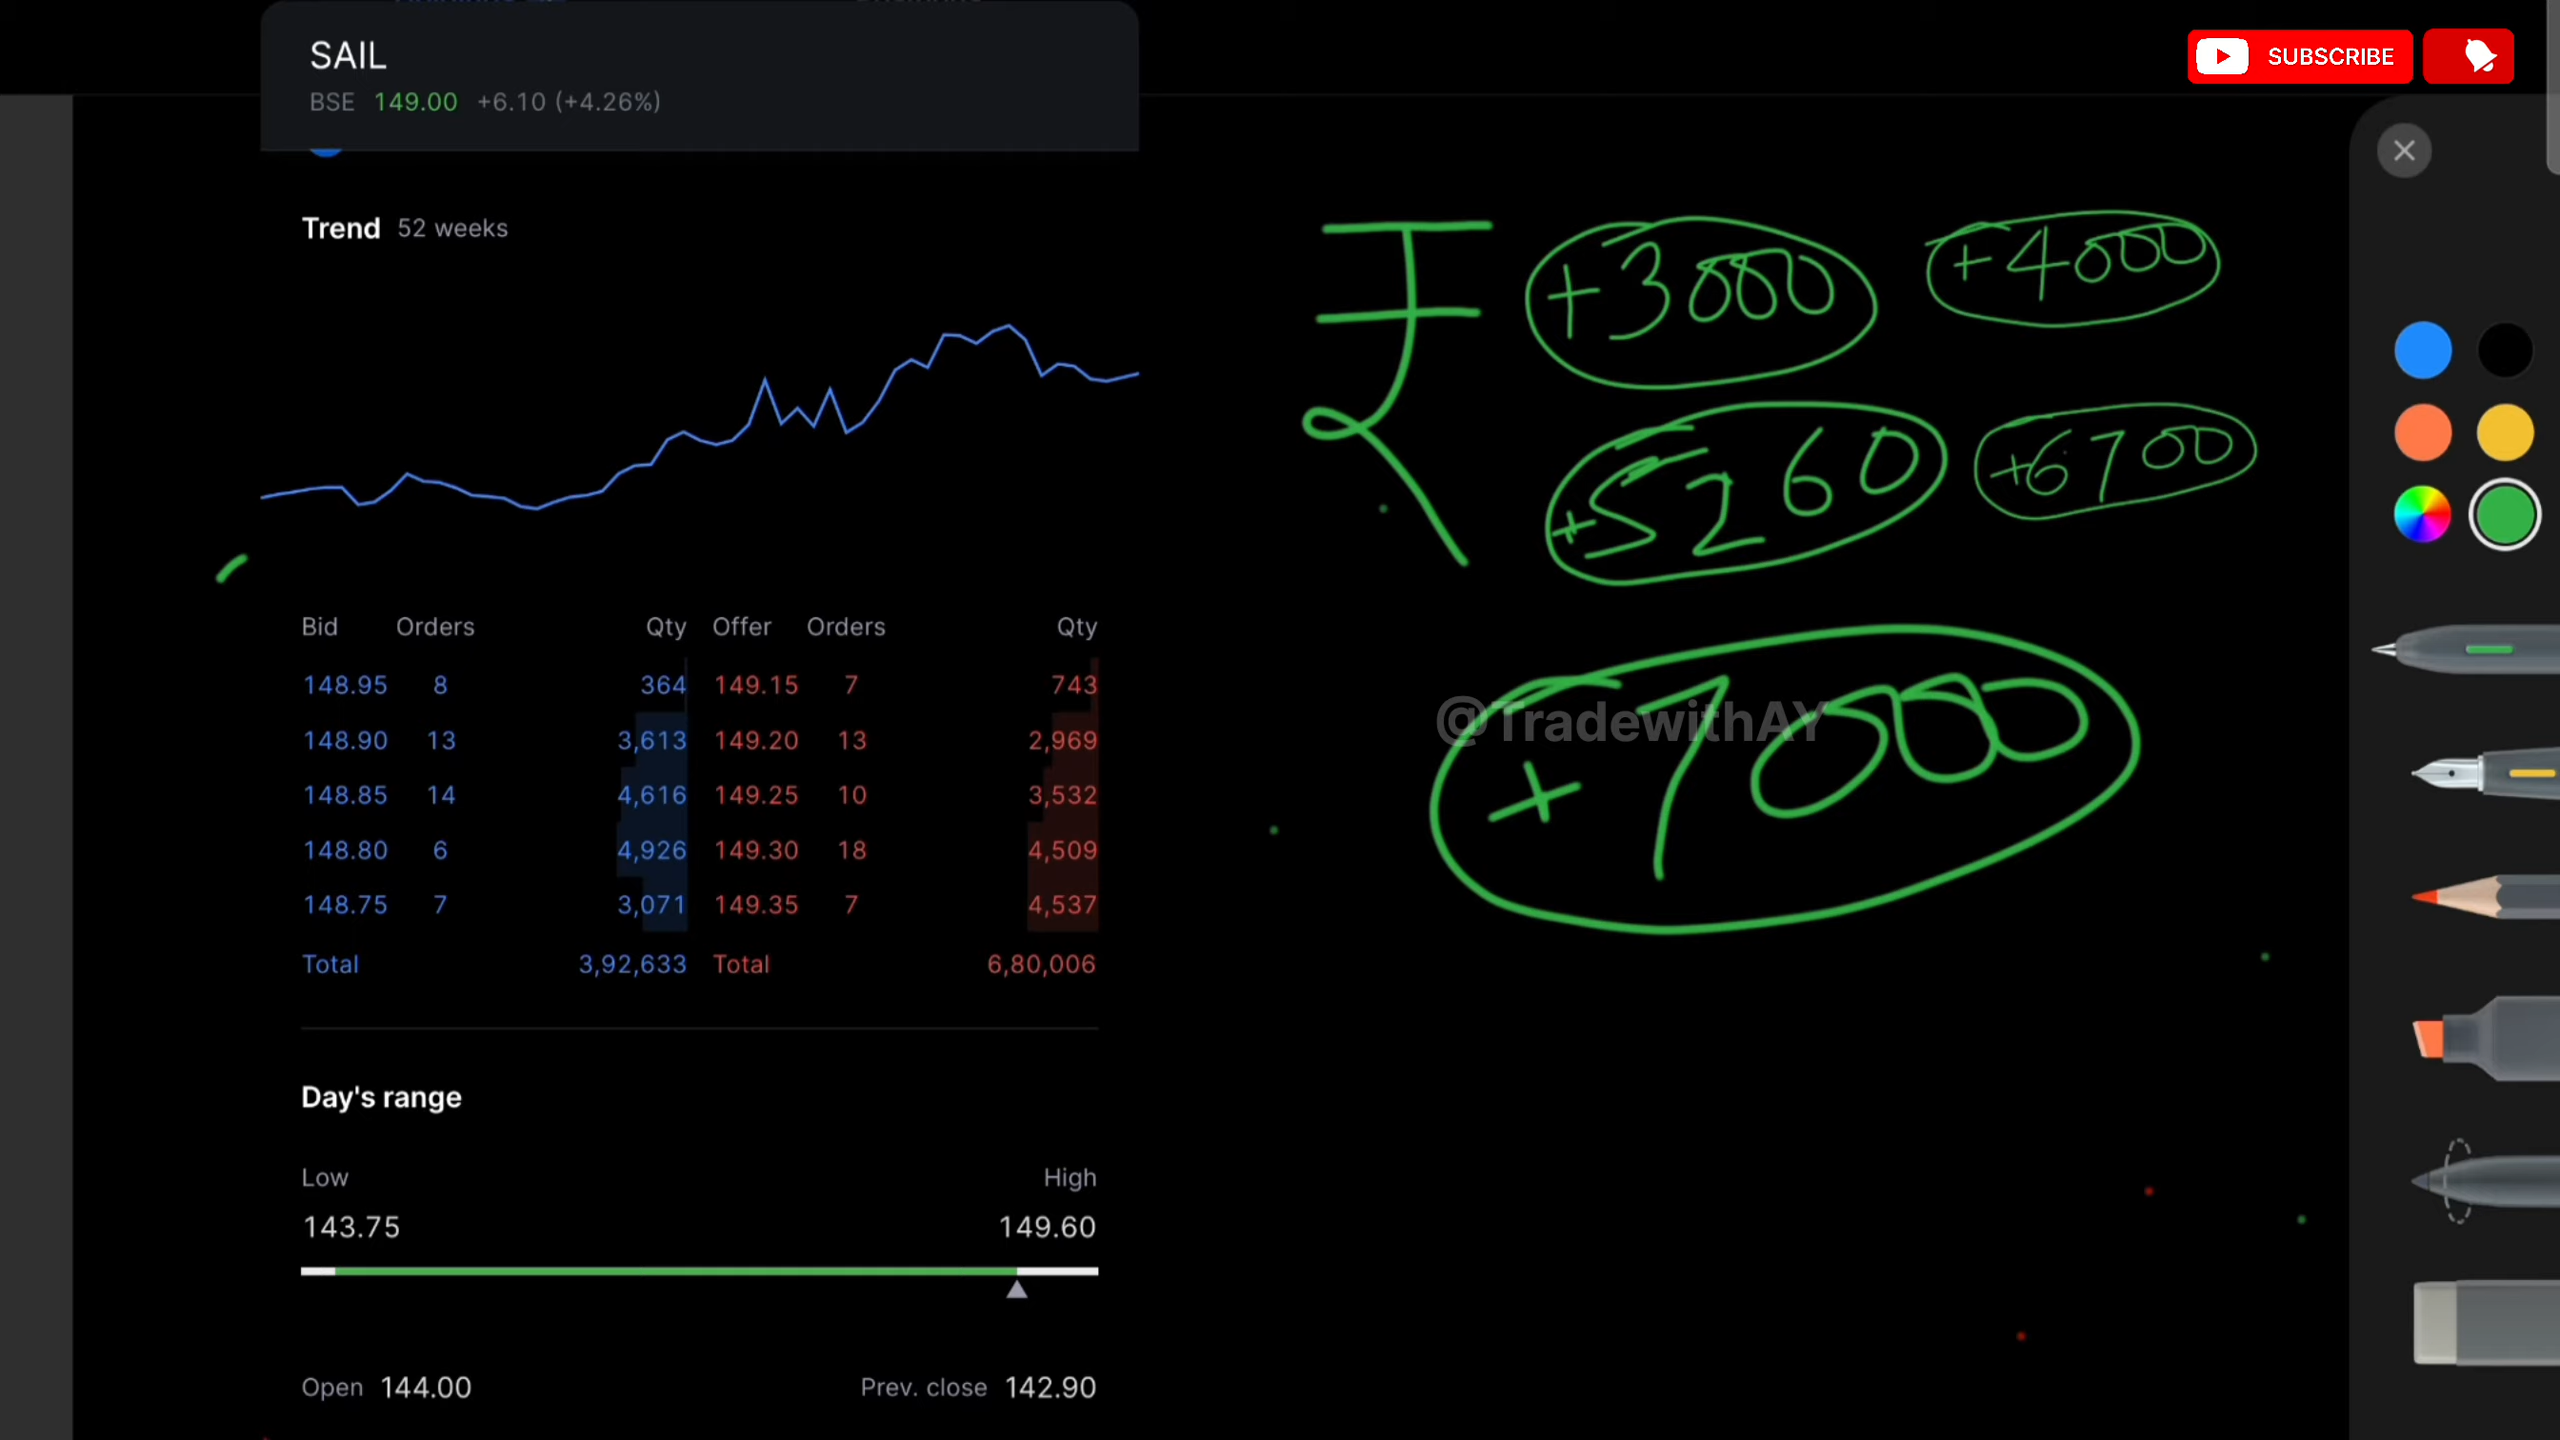 SAIL
BSE 149.00 +6.10 (+4.26%)
SUBSCRIBE
Trend 52 weeks
₹ +3000 +4000
+5260 +6700
+7000
@TradewithAY
Bid Orders Qty Offer Orders Qty
148.95 8 364 149.15 7 743
148.90 13 3,613 149.20 13 2,969
148.85 14 4,616 149.25 10 3,532
148.80 6 4,926 149.30 18 4,509
148.75 7 3,071 149.35 7 4,537
Total 3,92,633 Total 6,80,006
Day's range
Low High
143.75 149.60
Open 144.00 Prev. close 142.90